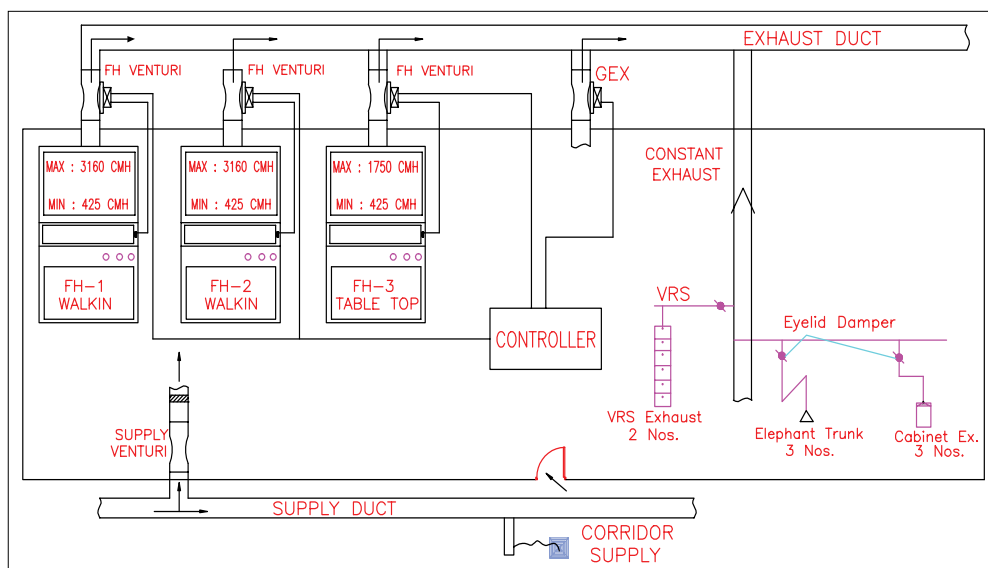 EXHAUST DUCT
FH VENTURI
FH VENTURI
FH VENTURI
GEX
MAX : 3160 CMH
MIN : 425 CMH
MAX : 3160 CMH
MIN : 425 CMH
MAX : 1750 CMH
MIN : 425 CMH
CONSTANT
EXHAUST
FH-1
WALKIN
FH-2
WALKIN
FH-3
TABLE TOP
CONTROLLER
VRS
Eyelid Damper
VRS Exhaust
2 Nos.
Elephant Trunk
3 Nos.
Cabinet Ex.
3 Nos.
SUPPLY
VENTURI
SUPPLY DUCT
CORRIDOR
SUPPLY